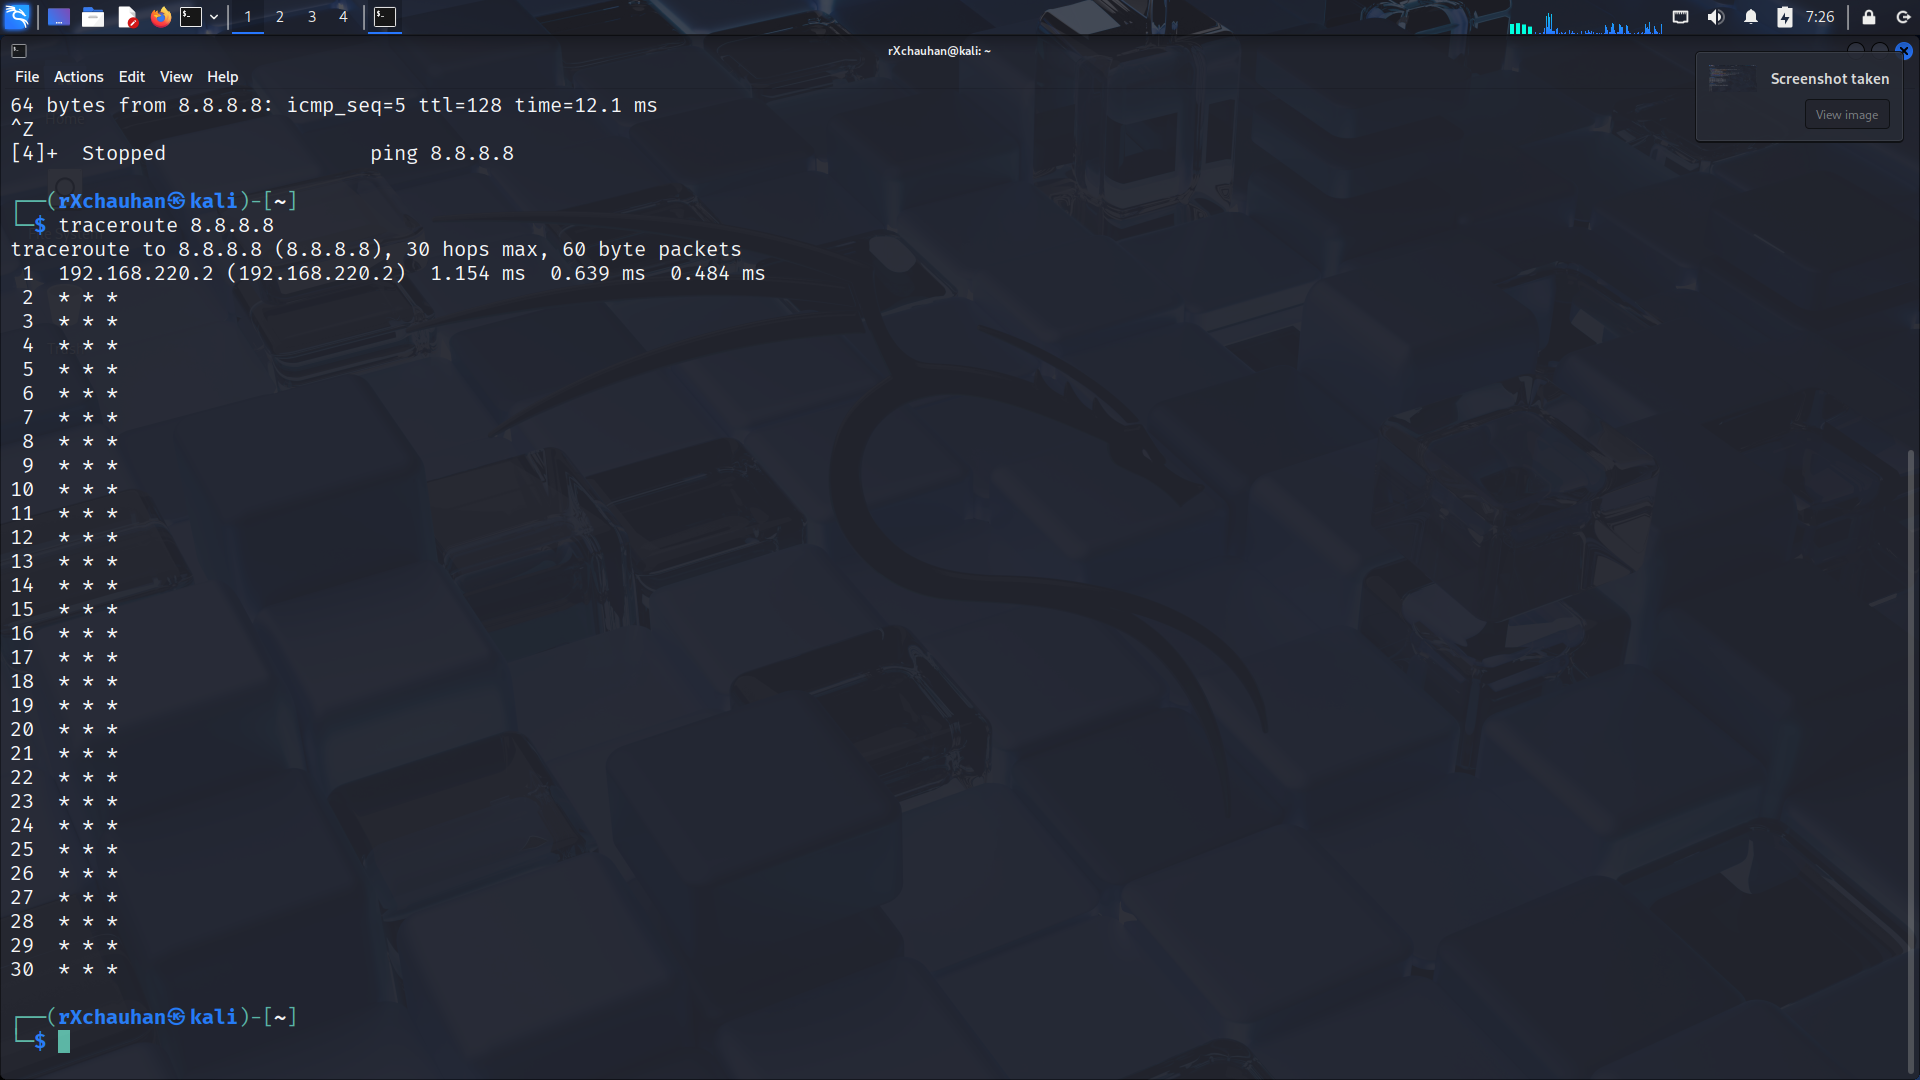 1 2 3 4 7:26
rXchauhan@kali: ~
File Actions Edit View Help
Screenshot taken
View image
64 bytes from 8.8.8.8: icmp_seq=5 ttl=128 time=12.1 ms
^Z
[4]+  Stopped                 ping 8.8.8.8
┌──(rXchauhan㉿kali)-[~]
└─$ traceroute 8.8.8.8
traceroute to 8.8.8.8 (8.8.8.8), 30 hops max, 60 byte packets
 1  192.168.220.2 (192.168.220.2)  1.154 ms  0.639 ms  0.484 ms
 2  * * *
 3  * * *
 4  * * *
 5  * * *
 6  * * *
 7  * * *
 8  * * *
 9  * * *
10  * * *
11  * * *
12  * * *
13  * * *
14  * * *
15  * * *
16  * * *
17  * * *
18  * * *
19  * * *
20  * * *
21  * * *
22  * * *
23  * * *
24  * * *
25  * * *
26  * * *
27  * * *
28  * * *
29  * * *
30  * * *
┌──(rXchauhan㉿kali)-[~]
└─$